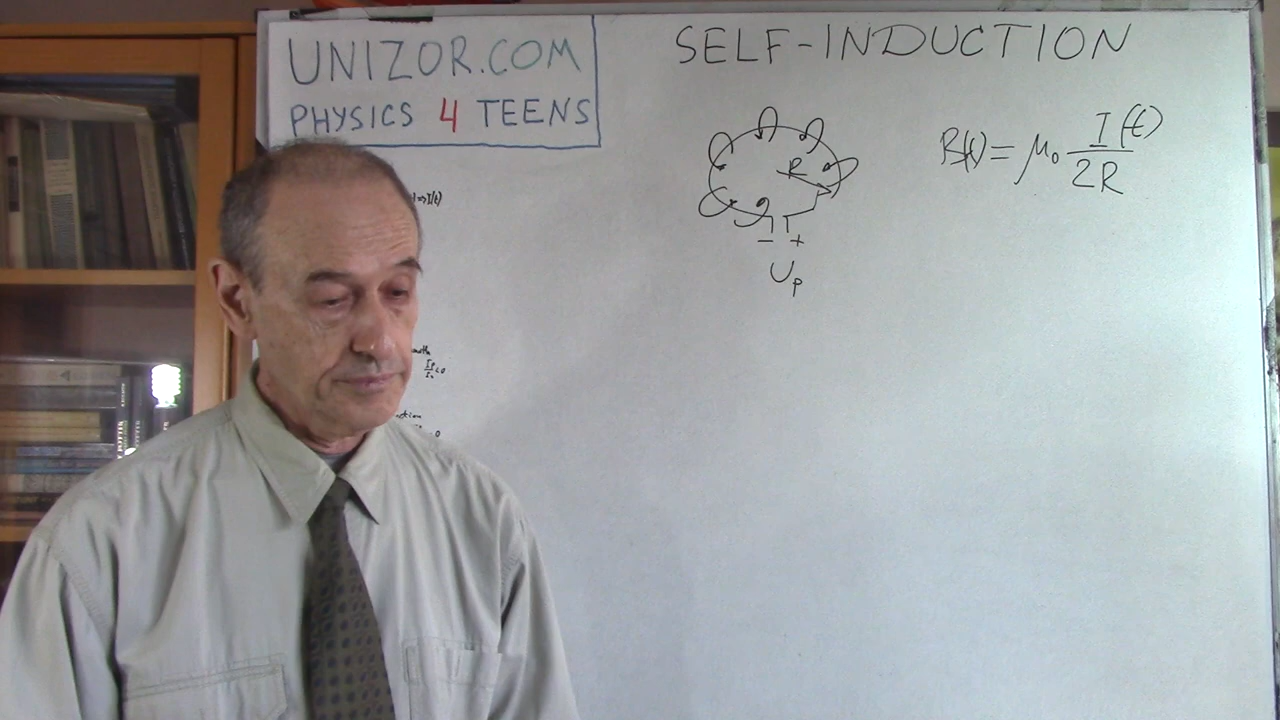 UNIZOR.COM
PHYSICS 4 TEENS
SELF-INDUCTION
R
- +
U_p
B(t) = μ₀ I(t)/2R
⇒I(t)